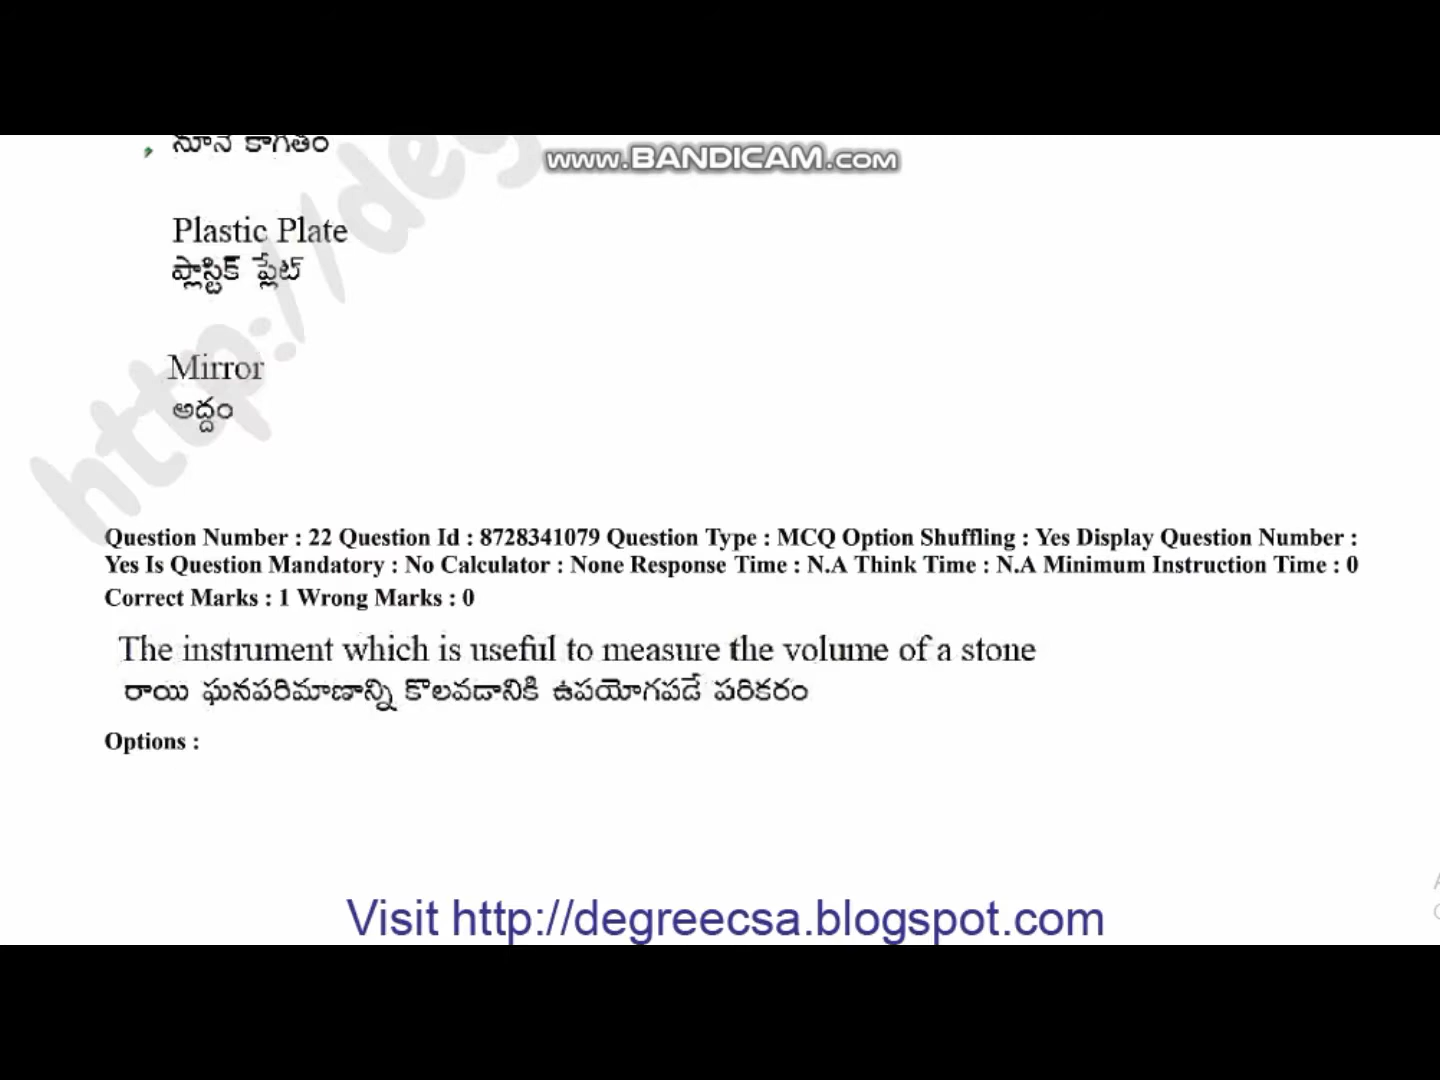 నూనె కాగితం
www.BANDICAM.com
Plastic Plate
ప్లాస్టిక్ ప్లేట్
Mirror
అద్దం
http://deg
Question Number : 22 Question Id : 8728341079 Question Type : MCQ Option Shuffling : Yes Display Question Number :
Yes Is Question Mandatory : No Calculator : None Response Time : N.A Think Time : N.A Minimum Instruction Time : 0
Correct Marks : 1 Wrong Marks : 0
The instrument which is useful to measure the volume of a stone
రాయి ఘనపరిమాణాన్ని కొలవడానికి ఉపయోగపడే పరికరం
Options :
Visit http://degreecsa.blogspot.com